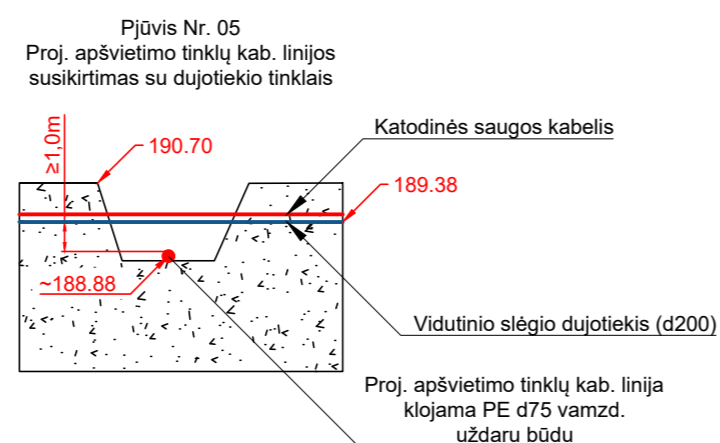 Pjūvis Nr. 05
Proj. apšvietimo tinklų kab. linijos
susikirtimas su dujotiekio tinklais
≥1,0m
190.70
Katodinės saugos kabelis
189.38
~188.88
Vidutinio slėgio dujotiekis (d200)
Proj. apšvietimo tinklų kab. linija
klojama PE d75 vamzd.
uždaru būdu